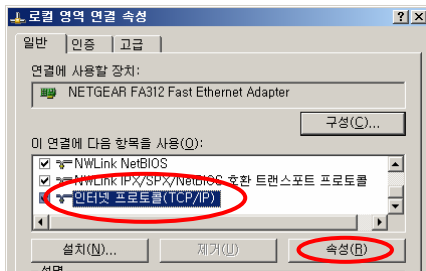 로컬 영역 연결 속성
일반 인증 고급
연결에 사용할 장치:
NETGEAR FA312 Fast Ethernet Adapter
구성(C)...
이 연결에 다음 항목을 사용(O):
NWLink NetBIOS
NWLink IPX/SPX/NetBIOS 호환 트랜스포트 프로토콜
인터넷 프로토콜(TCP/IP)
설치(N)... 제거(U) 속성(R)
설명